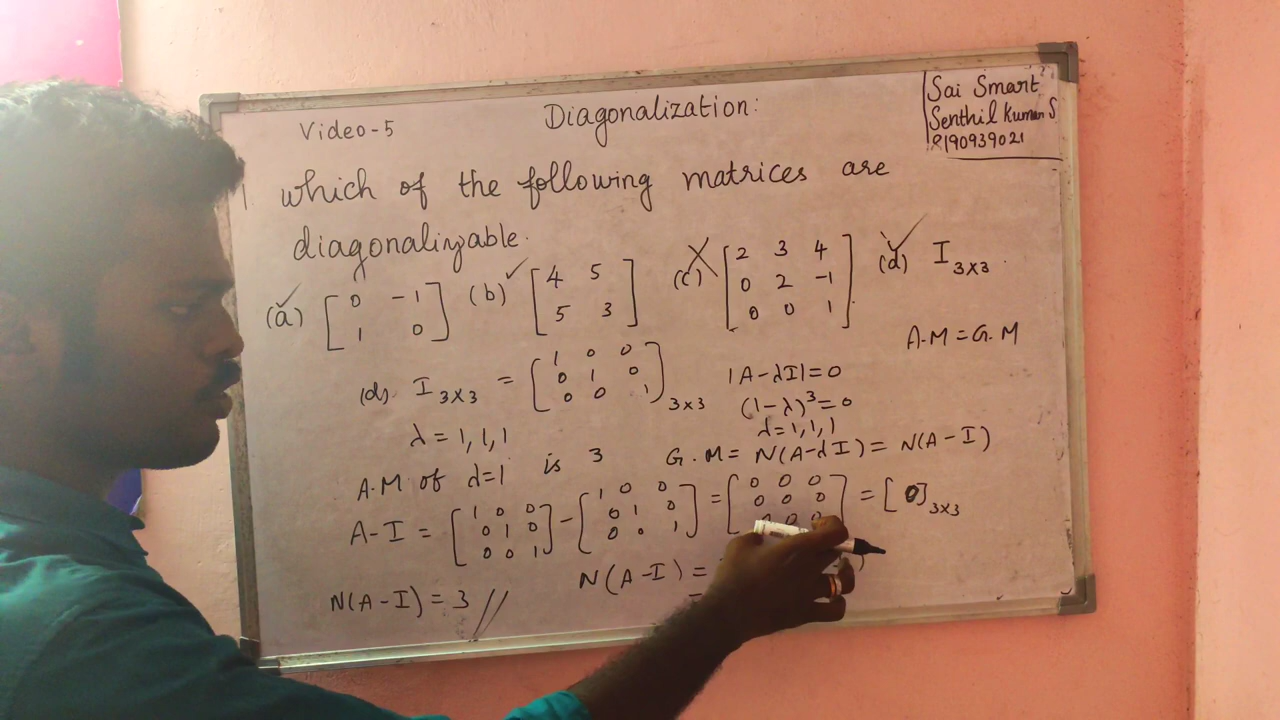 Video-5
Diagonalization:
Sai Smart
Senthil Kumar S
8190939021
1. which of the following matrices are
diagonalizable.
(a) [ 0 -1
1 0 ]
(b) [ 4 5
5 3 ]
(c) [ 2 3 4
0 2 -1
0 0 1 ]
(d) I 3x3.
A.M = G.M
(d). I 3x3 = [ 1 0 0
0 1 0
0 0 1 ] 3x3
|A-λI|=0
(1-λ)³=0
λ=1,1,1
λ = 1,1,1
A.M of λ=1 is 3
G.M = N(A-λI) = N(A-I)
A-I = [ 1 0 0
0 1 0
0 0 1 ] - [ 1 0 0
0 1 0
0 0 1 ] = [ 0 0 0
0 0 0
0 0 0 ] = [0] 3x3
N(A-I) =
N(A-I) = 3 //